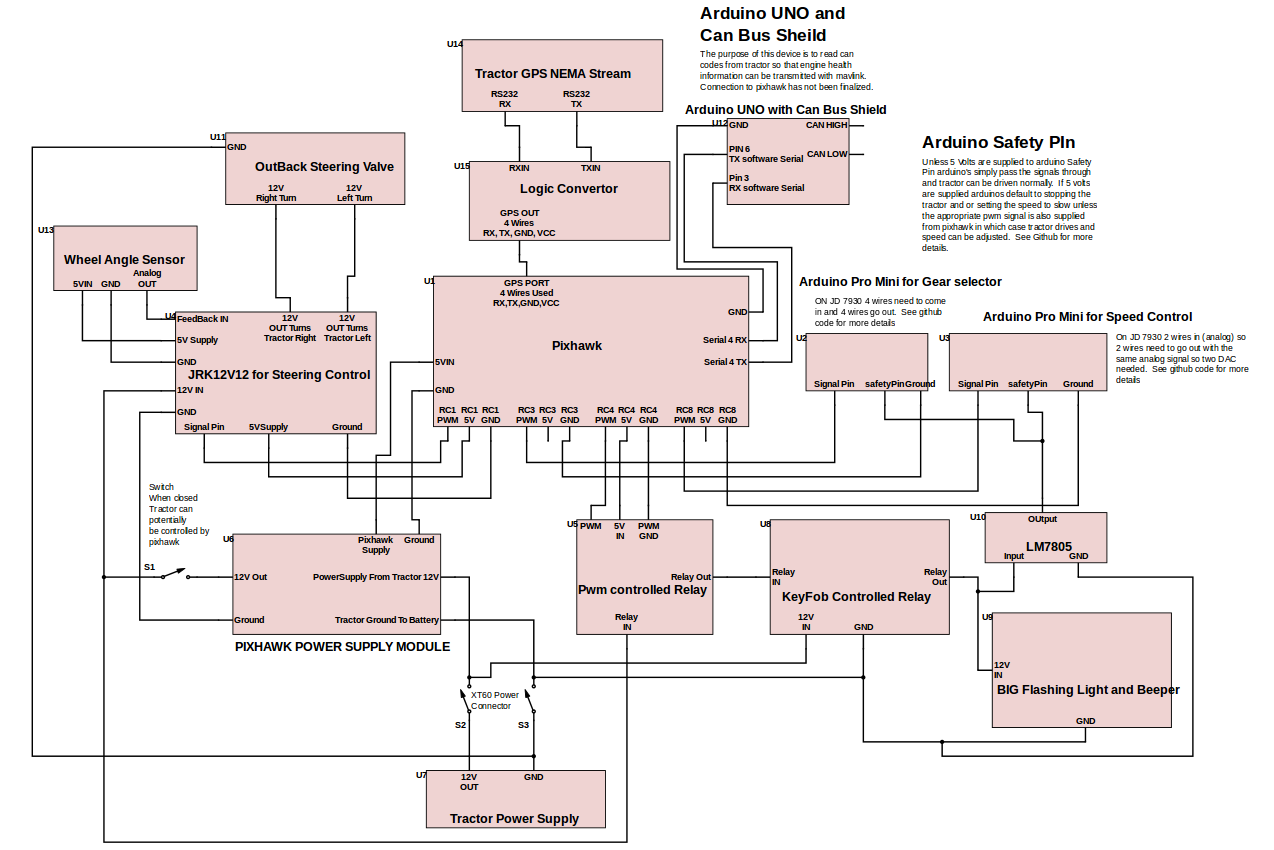 Arduino UNO and
Can Bus Sheild
The purpose of this device is to read can
codes from tractor so that engine health
information can be transmitted with mavlink.
Connection to pixhawk has not been finalized.
U14
Tractor GPS NEMA Stream
RS232
RX
RS232
TX
Arduino UNO with Can Bus Shield
U12
GND
CAN HIGH
PIN 6
TX software Serial
CAN LOW
Pin 3
RX software Serial
Arduino Safety PIn
Unless 5 Volts are supplied to arduino Safety
Pin arduino's simply pass the signals through
and tractor can be driven normally. If 5 volts
are supplied arduinos default to stopping the
tractor and or setting the speed to slow unless
the appropriate pwm signal is also supplied
from pixhawk in which case tractor drives and
speed can be adjusted. See Github for more
details.
U11
GND
OutBack Steering Valve
12V
Right Turn
12V
Left Turn
U15
RXIN
TXIN
Logic Convertor
GPS OUT
4 Wires
RX, TX, GND, VCC
U13
Wheel Angle Sensor
Analog
5VIN
GND
OUT
U1
GPS PORT
4 Wires Used
RX,TX,GND,VCC
GND
Serial 4 RX
Serial 4 TX
Pixhawk
5VIN
GND
RC1
PWM
RC1
5V
RC1
GND
RC3
PWM
RC3
5V
RC3
GND
RC4
PWM
RC4
5V
RC4
GND
RC8
PWM
RC8
5V
RC8
GND
Arduino Pro Mini for Gear selector
ON JD 7930 4 wires need to come
in and 4 wires go out. See github
code for more details
U2
Signal Pin
safetyPin
Ground
Arduino Pro Mini for Speed Control
U3
Signal Pin
safetyPin
Ground
On JD 7930 2 wires in (analog) so
2 wires need to go out with the
same analog signal so two DAC
needed. See github code for more
details
U4
FeedBack IN
12V
OUT Turns
Tractor Right
12V
OUT Turns
Tractor Left
5V Supply
GND
JRK12V12 for Steering Control
12V IN
GND
Signal Pin
5VSupply
Ground
Switch
When closed
Tractor can
potentially
be controlled by
pixhawk
S1
U6
Pixhawk
Supply
Ground
12V Out
PowerSupply From Tractor 12V
Ground
Tractor Ground To Battery
PIXHAWK POWER SUPPLY MODULE
U5
PWM
5V
IN
PWM
GND
Relay Out
Pwm controlled Relay
Relay
IN
U8
Relay
IN
Relay
Out
KeyFob Controlled Relay
12V
IN
GND
U10
OUtput
LM7805
Input
GND
U9
12V
IN
BIG Flashing Light and Beeper
GND
XT60 Power
Connector
S2
S3
U7
12V
OUT
GND
Tractor Power Supply